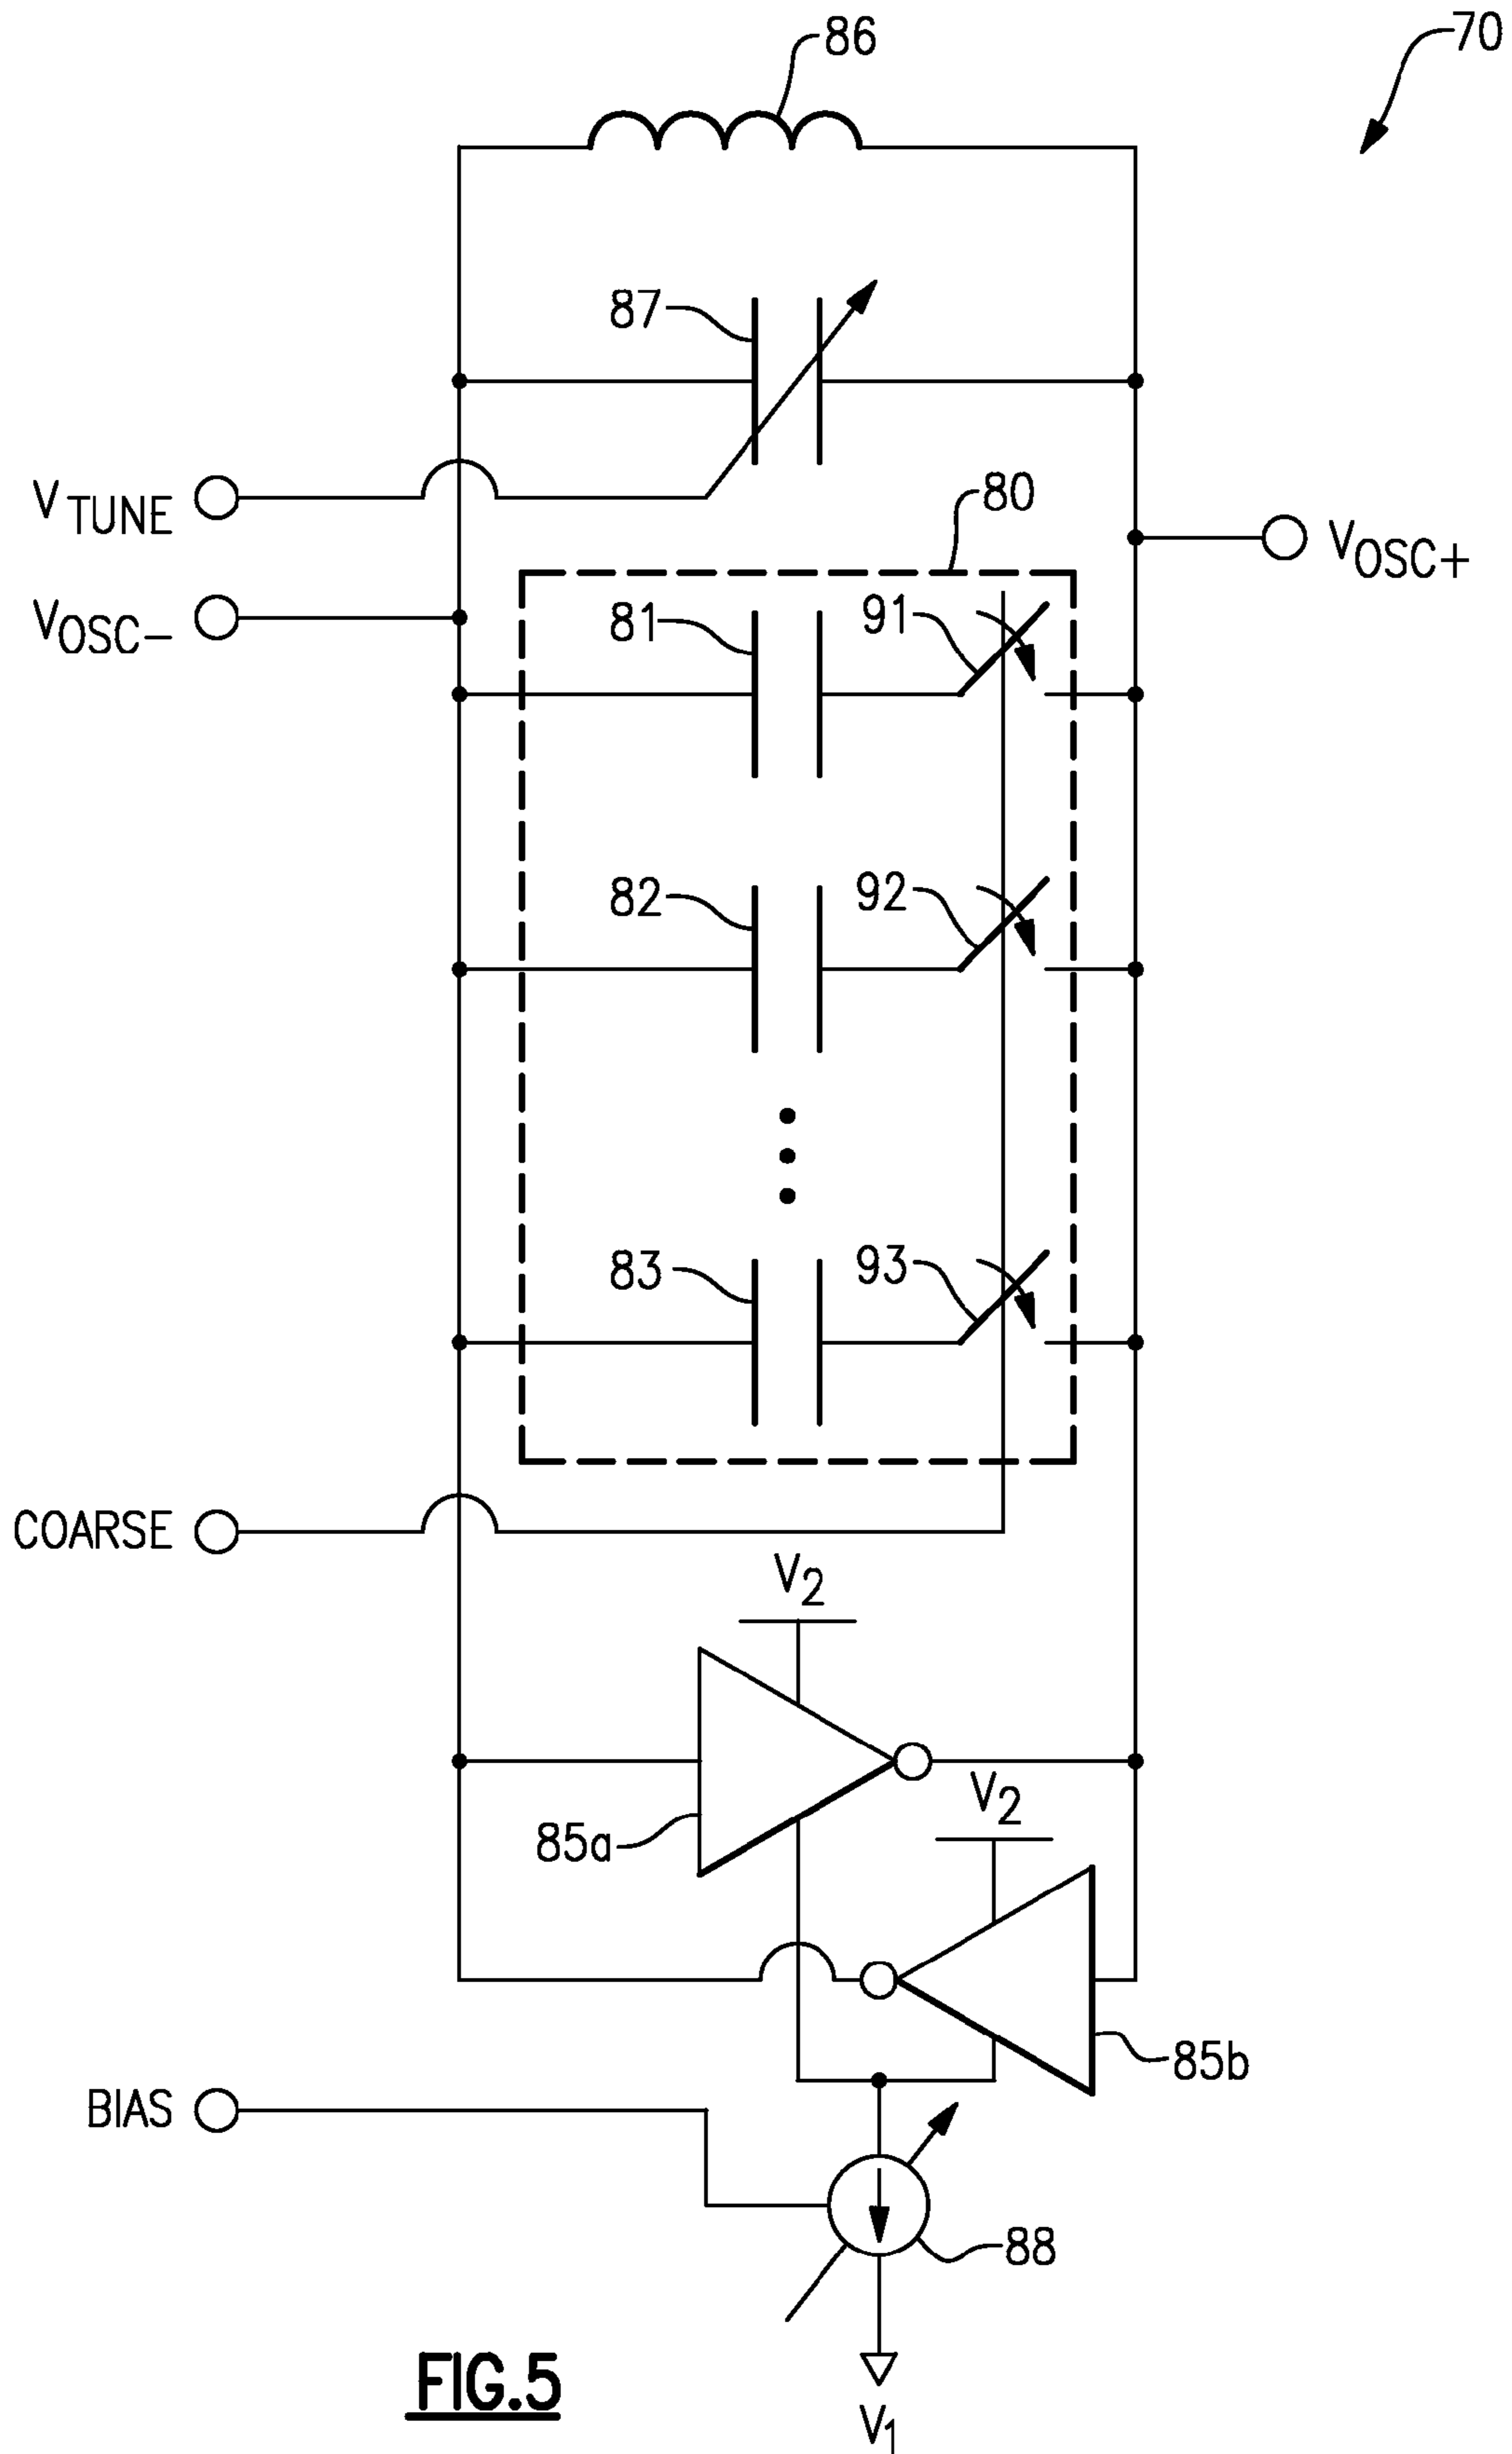 86
70
87
V TUNE
80
V OSC+
V OSC−
81
91
82
92
83
93
COARSE
V2
85a
V2
85b
BIAS
88
FIG.5
V1